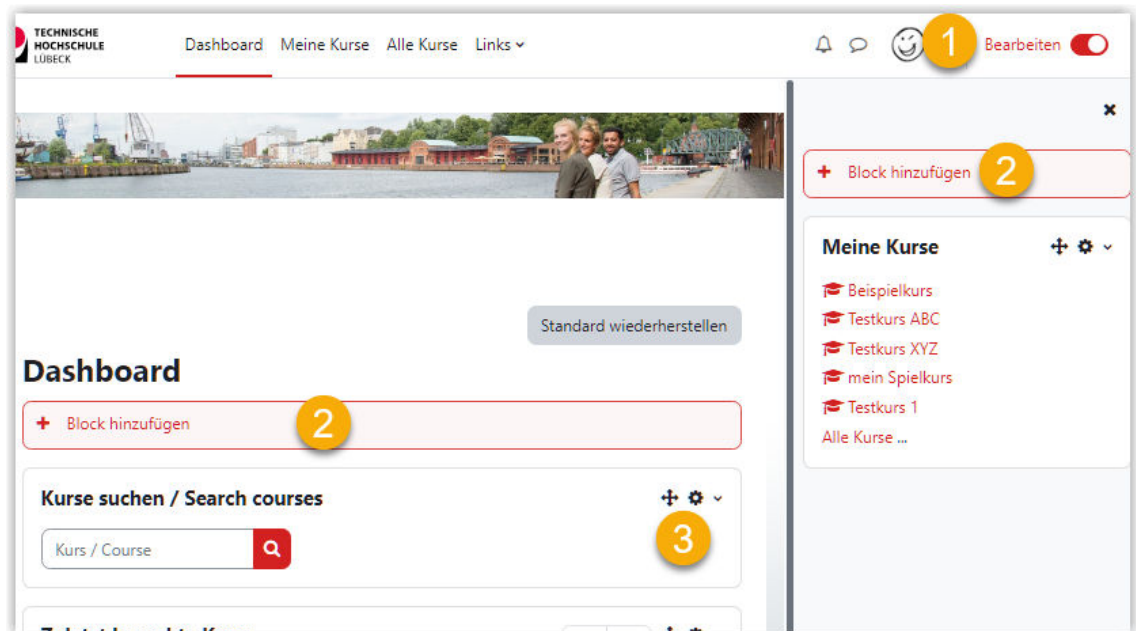 TECHNISCHE
HOCHSCHULE
LÜBECK
Dashboard Meine Kurse Alle Kurse Links
1
Bearbeiten
+ Block hinzufügen
2
Meine Kurse
Beispielkurs
Testkurs ABC
Testkurs XYZ
mein Spielkurs
Testkurs 1
Alle Kurse ...
Standard wiederherstellen
Dashboard
+ Block hinzufügen
2
Kurse suchen / Search courses
3
Kurs / Course